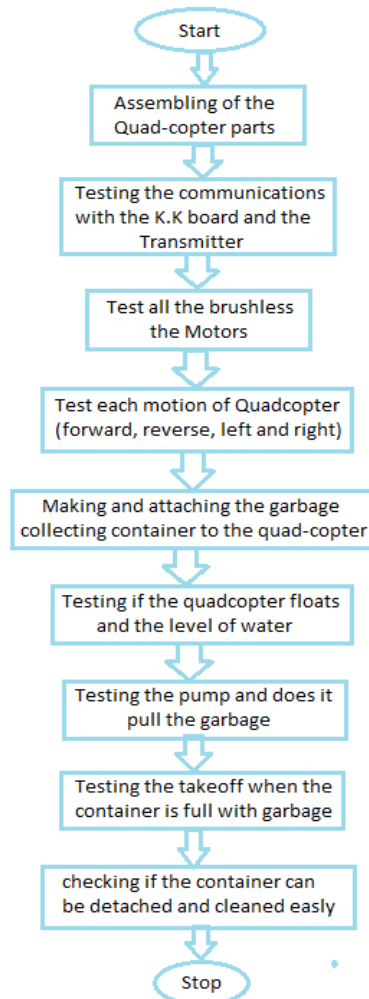 Start
Assembling of the
Quad-copter parts
Testing the communications
with the K.K board and the
Transmitter
Test all the brushless
the Motors
Test each motion of Quadcopter
(forward, reverse, left and right)
Making and attaching the garbage
collecting container to the quad-copter
Testing if the quadcopter floats
and the level of water
Testing the pump and does it
pull the garbage
Testing the takeoff when the
container is full with garbage
checking if the container can
be detached and cleaned easly
Stop